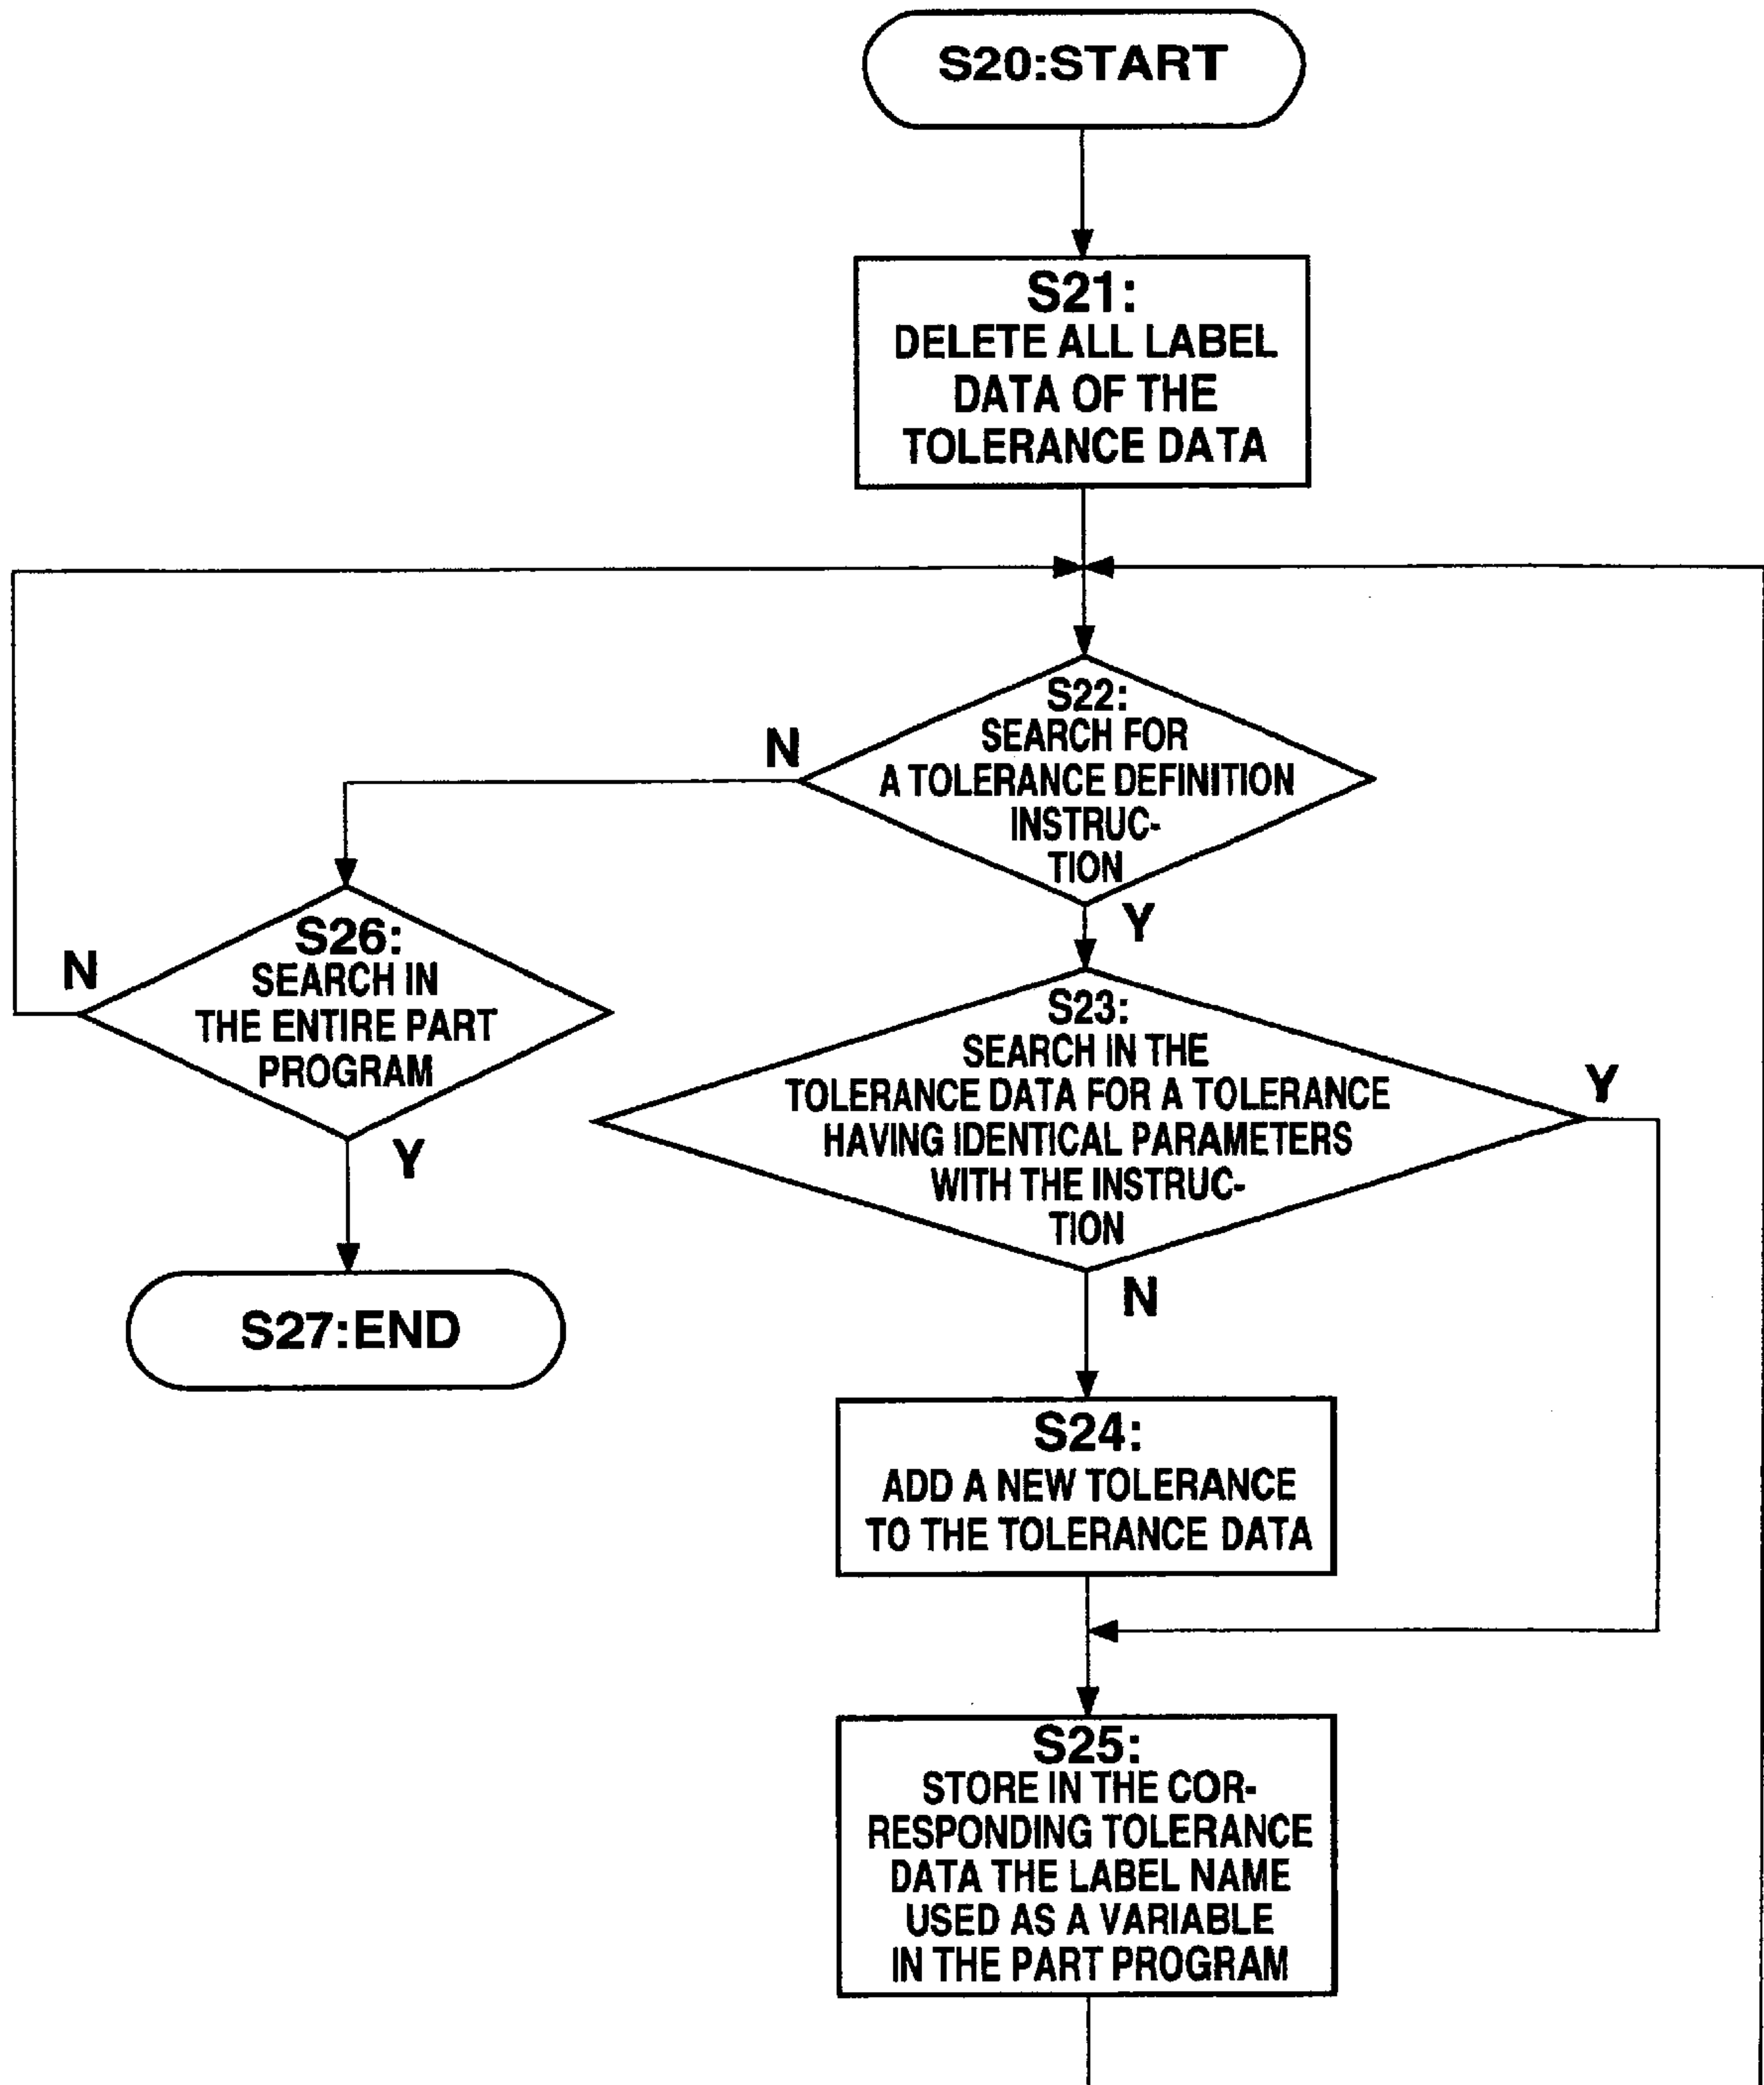 S20:START
S21:
DELETE ALL LABEL
DATA OF THE
TOLERANCE DATA
S22:
SEARCH FOR
A TOLERANCE DEFINITION
INSTRUC-
TION
N
Y
S26:
SEARCH IN
THE ENTIRE PART
PROGRAM
N
Y
S27:END
S23:
SEARCH IN THE
TOLERANCE DATA FOR A TOLERANCE
HAVING IDENTICAL PARAMETERS
WITH THE INSTRUC-
TION
Y
N
S24:
ADD A NEW TOLERANCE
TO THE TOLERANCE DATA
S25:
STORE IN THE COR-
RESPONDING TOLERANCE
DATA THE LABEL NAME
USED AS A VARIABLE
IN THE PART PROGRAM